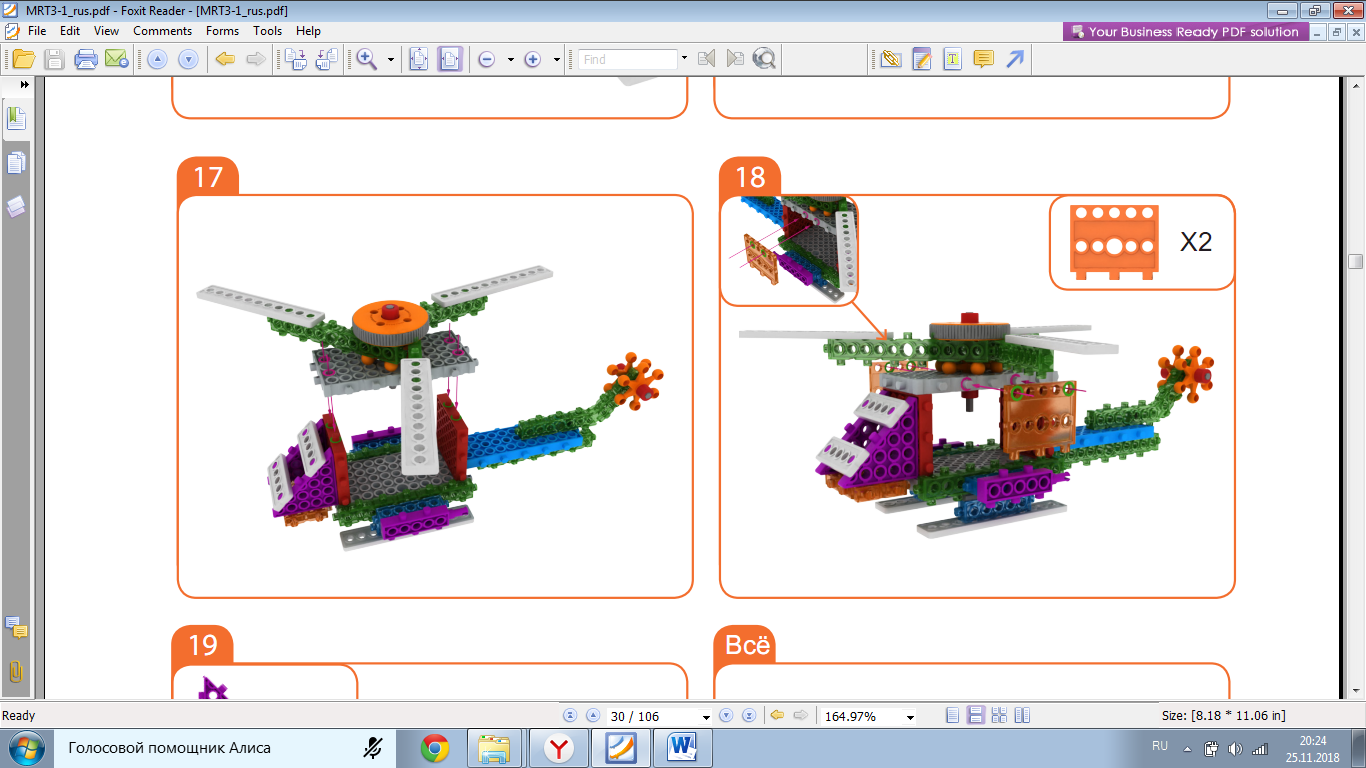 MRT3-1_rus.pdf - Foxit Reader - [MRT3-1_rus.pdf]
File Edit View Comments Forms Tools Help
Your Business Ready PDF solution
Find
17
18
X2
19
Всё
Ready
30 / 106
164.97%
Size: [8.18 * 11.06 in]
Голосовой помощник Алиса
RU
20:24
25.11.2018